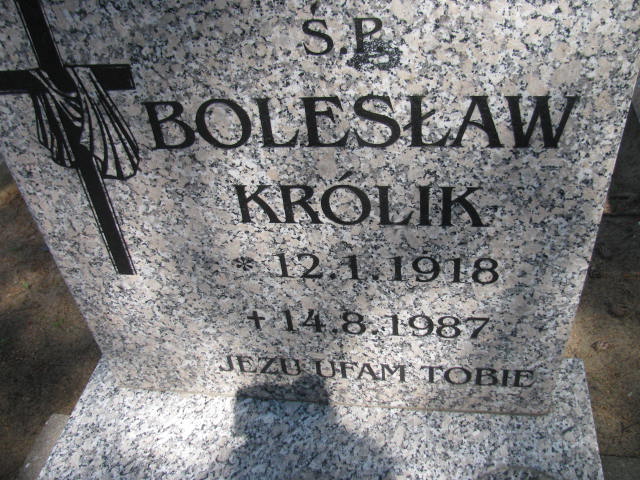 Ś.P.
BOLESŁAW
KRÓLIK
* 12.1.1918
+ 14.8.1987
JEZU UFAM TOBIE